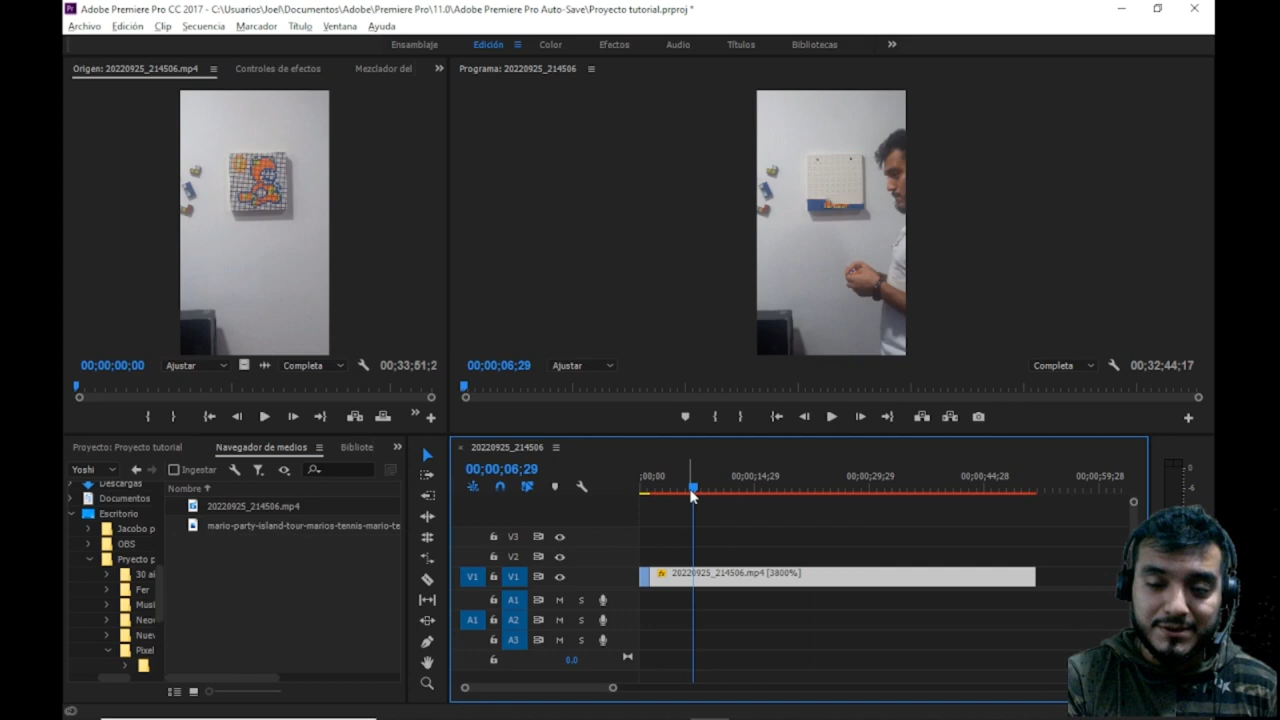 Adobe Premiere Pro CC 2017 - C:\Usuarios\Joel\Documentos\Adobe\Premiere Pro\11.0\Adobe Premiere Pro Auto-Save\Proyecto tutorial.prproj *
Archivo Edición Clip Secuencia Marcador Título Ventana Ayuda
Ensamblaje Edición Color Efectos Audio Títulos Bibliotecas
Origen: 20220925_214506.mp4 Controles de efectos Mezclador del
Programa: 20220925_214506
00;00;00;00 Ajustar Completa 00;33;51;2
00;00;06;29 Ajustar Completa 00;32;44;17
Proyecto: Proyecto tutorial Navegador de medios Bibliote
Yoshi Ingestar
Nombre
Descargas
Documentos
Escritorio
Jacobo p
OBS
Pryecto p
30 ai
Fer
Musi
Neo
Nue
Pixel
20220925_214506.mp4
mario-party-island-tour-marios-tennis-mario-te
20220925_214506
00;00;06;29
;00;00 00;00;14;29 00;00;29;29 00;00;44;28 00;00;59;28
V3
V2
V1 V1 20220925_214506.mp4 [3800%]
A1 M S
A1 A2 M S
A3 M S
0,0
0
-6